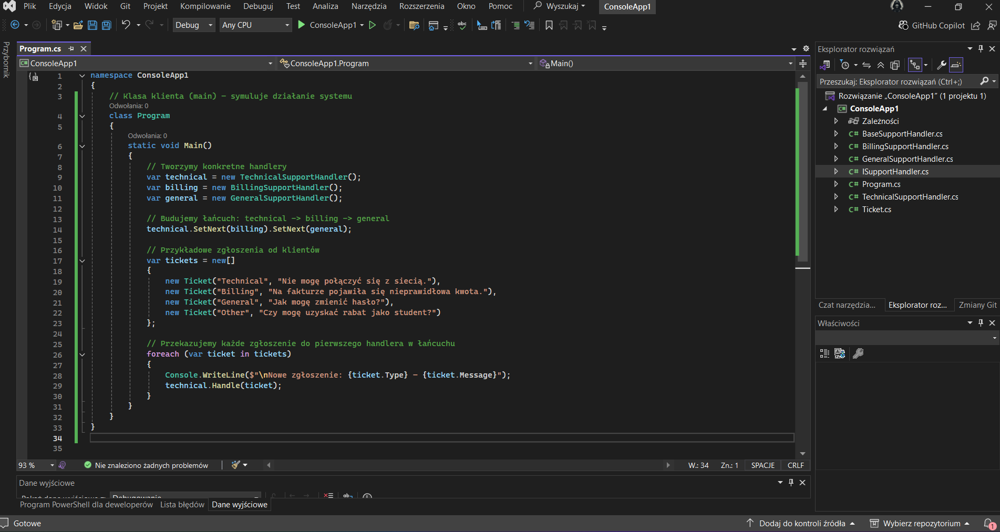 Plik Edycja Widok Git Projekt Kompilowanie Debuguj Test Analiza Narzędzia Rozszerzenia Okno Pomoc Wyszukaj ConsoleApp1
Debug Any CPU ConsoleApp1 GitHub Copilot
Przybornik
Program.cs
ConsoleApp1 ConsoleApp1.Program Main()
1 namespace ConsoleApp1
2 {
3 // Klasa klienta (main) – symuluje działanie systemu
Odwołania: 0
4 class Program
5 {
Odwołania: 0
6 static void Main()
7 {
8 // Tworzymy konkretne handlery
9 var technical = new TechnicalSupportHandler();
10 var billing = new BillingSupportHandler();
11 var general = new GeneralSupportHandler();
12
13 // Budujemy łańcuch: technical -> billing -> general
14 technical.SetNext(billing).SetNext(general);
15
16 // Przykładowe zgłoszenia od klientów
17 var tickets = new[]
18 {
19 new Ticket("Technical", "Nie mogę połączyć się z siecią."),
20 new Ticket("Billing", "Na fakturze pojawiła się nieprawidłowa kwota."),
21 new Ticket("General", "Jak mogę zmienić hasło?"),
22 new Ticket("Other", "Czy mogę uzyskać rabat jako student?")
23 };
24
25 // Przekazujemy każde zgłoszenie do pierwszego handlera w łańcuchu
26 foreach (var ticket in tickets)
27 {
28 Console.WriteLine($"\nNowe zgłoszenie: {ticket.Type} – {ticket.Message}");
29 technical.Handle(ticket);
30 }
31 }
32 }
33 }
34
35
93 % Nie znaleziono żadnych problemów W.: 34 Zn.: 1 SPACJE CRLF
Dane wyjściowe
Pokaż dane wyjściowe z: Debugowanie
Program PowerShell dla deweloperów Lista błędów Dane wyjściowe
Eksplorator rozwiązań
Przeszukaj: Eksplorator rozwiązań (Ctrl+;)
Rozwiązanie „ConsoleApp1” (1 projektu 1)
ConsoleApp1
Zależności
C# BaseSupportHandler.cs
C# BillingSupportHandler.cs
C# GeneralSupportHandler.cs
C# ISupportHandler.cs
C# Program.cs
C# TechnicalSupportHandler.cs
C# Ticket.cs
Czat narzędzia... Eksplorator roz... Zmiany Git
Właściwości
Gotowe Dodaj do kontroli źródła Wybierz repozytorium 1